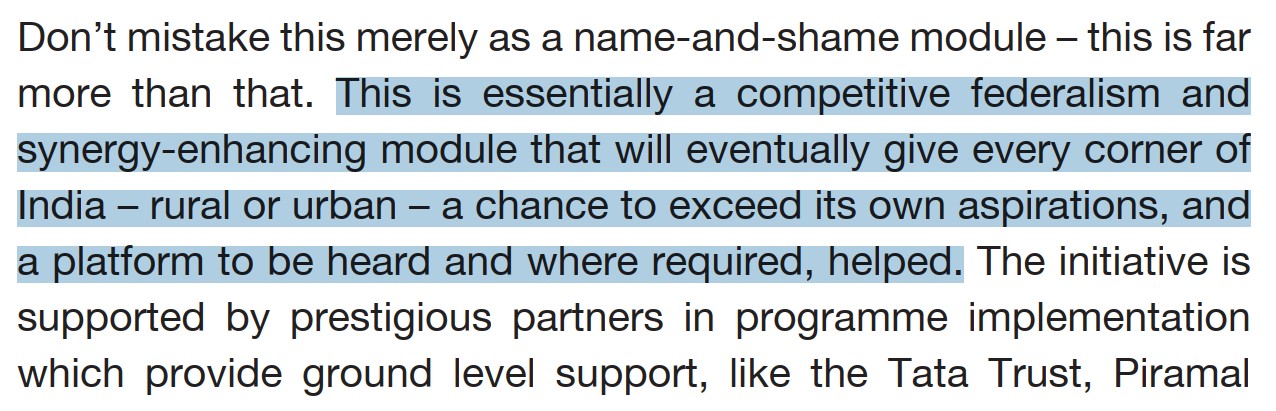 Don’t mistake this merely as a name-and-shame module – this is far
more than that. This is essentially a competitive federalism and
synergy-enhancing module that will eventually give every corner of
India – rural or urban – a chance to exceed its own aspirations, and
a platform to be heard and where required, helped. The initiative is
supported by prestigious partners in programme implementation
which provide ground level support, like the Tata Trust, Piramal